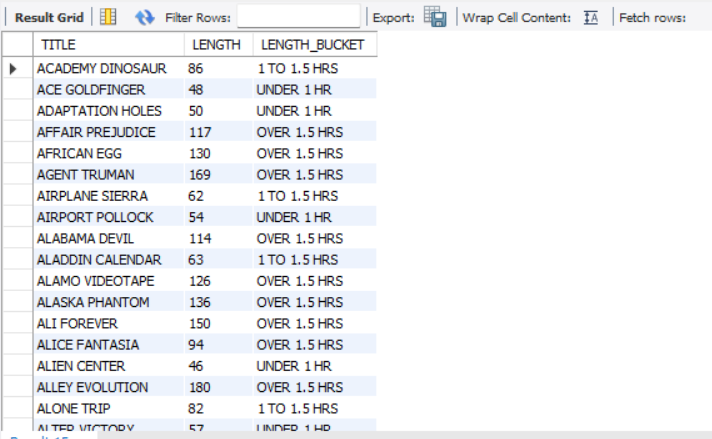 Result Grid Filter Rows: Export: Wrap Cell Content: IA Fetch rows:
TITLE LENGTH LENGTH_BUCKET
ACADEMY DINOSAUR 86 1 TO 1.5 HRS
ACE GOLDFINGER 48 UNDER 1 HR
ADAPTATION HOLES 50 UNDER 1 HR
AFFAIR PREJUDICE 117 OVER 1.5 HRS
AFRICAN EGG 130 OVER 1.5 HRS
AGENT TRUMAN 169 OVER 1.5 HRS
AIRPLANE SIERRA 62 1 TO 1.5 HRS
AIRPORT POLLOCK 54 UNDER 1 HR
ALABAMA DEVIL 114 OVER 1.5 HRS
ALADDIN CALENDAR 63 1 TO 1.5 HRS
ALAMO VIDEOTAPE 126 OVER 1.5 HRS
ALASKA PHANTOM 136 OVER 1.5 HRS
ALI FOREVER 150 OVER 1.5 HRS
ALICE FANTASIA 94 OVER 1.5 HRS
ALIEN CENTER 46 UNDER 1 HR
ALLEY EVOLUTION 180 OVER 1.5 HRS
ALONE TRIP 82 1 TO 1.5 HRS
ALTER VICTORY 57 UNDER 1 HR